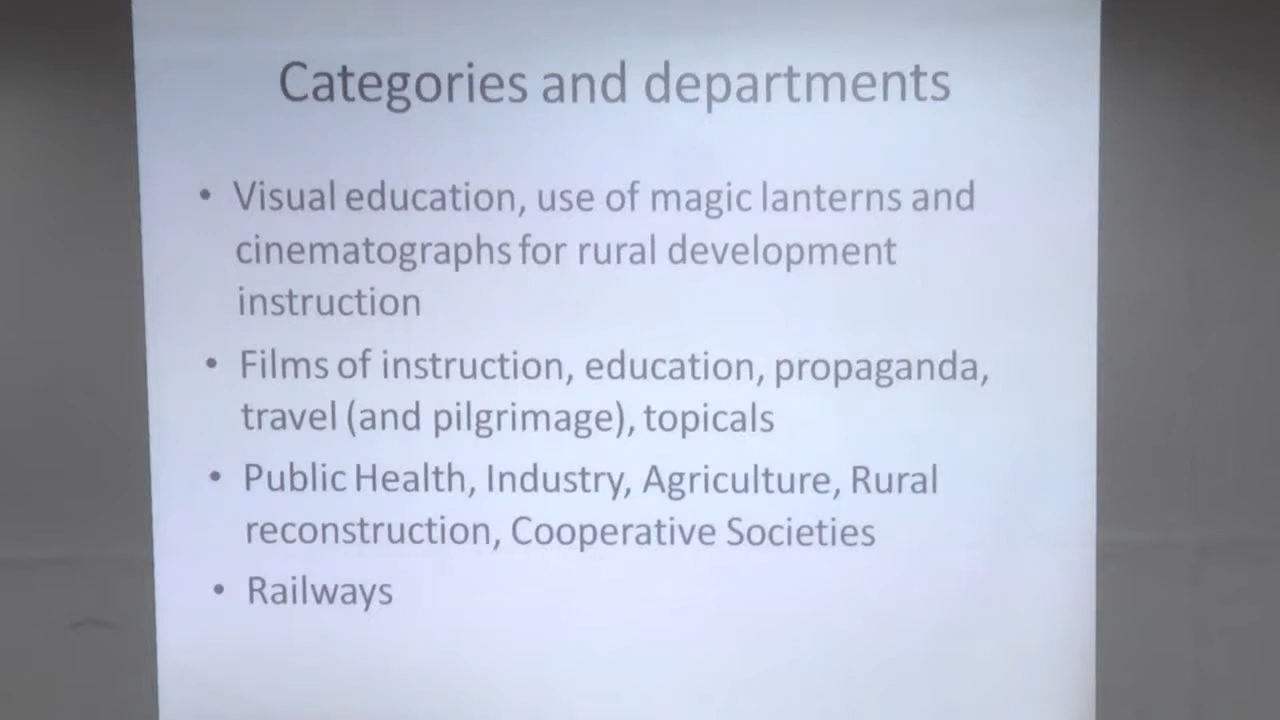 Categories and departments
• Visual education, use of magic lanterns and
cinematographs for rural development
instruction
• Films of instruction, education, propaganda,
travel (and pilgrimage), topicals
• Public Health, Industry, Agriculture, Rural
reconstruction, Cooperative Societies
• Railways